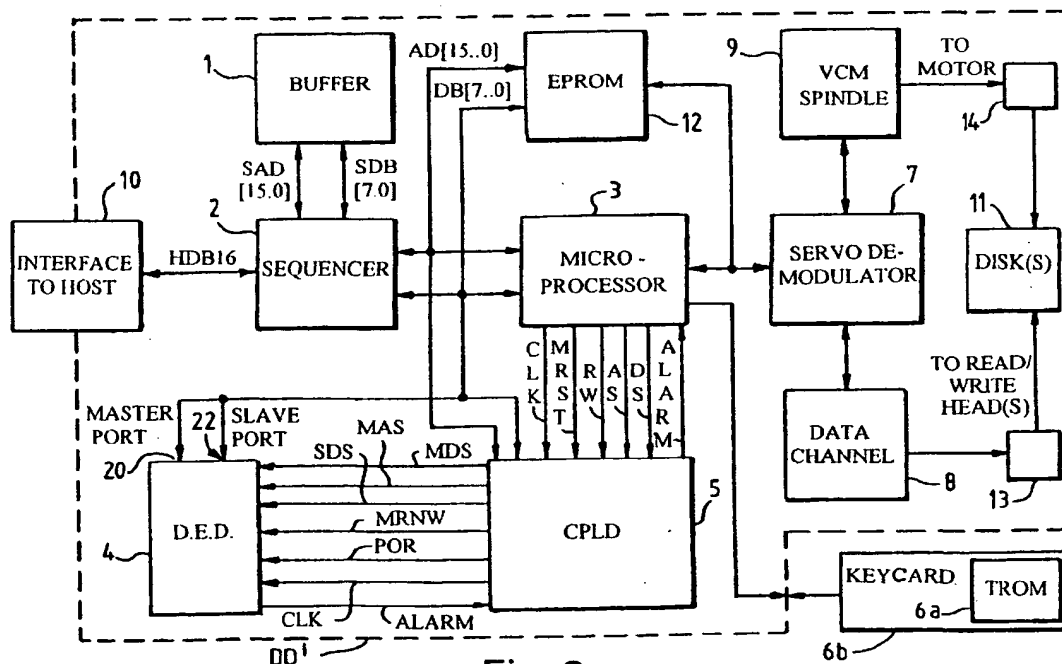 1
BUFFER
AD[15..0]
DB[7..0]
EPROM
12
9
VCM
SPINDLE
TO
MOTOR
14
SAD
[15.0]
SDB
[7.0]
10
INTERFACE
TO HOST
HDB16
2
SEQUENCER
3
MICRO-
PROCESSOR
7
SERVO DE-
MODULATOR
11
DISK(S)
CLK
MRST
RW
AS
DS
ALARM
TO READ/
WRITE
HEAD(S)
MASTER
PORT
20
22
SLAVE
PORT
SDS
MAS
MDS
MRNW
POR
CLK
ALARM
D.E.D.
4
CPLD
5
DATA
CHANNEL
8
13
KEYCARD
TROM
6a
6b
DD'